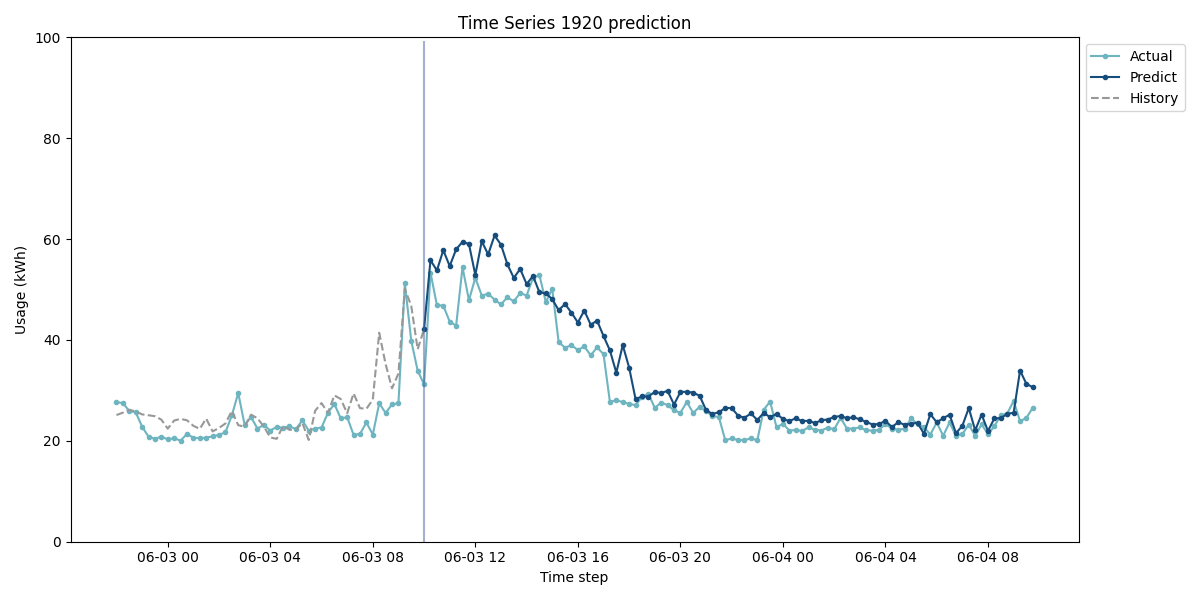 Time Series 1920 prediction
100
80
60
40
20
0
Usage (kWh)
06-03 00 06-03 04 06-03 08 06-03 12 06-03 16 06-03 20 06-04 00 06-04 04 06-04 08
Time step
Actual
Predict
History